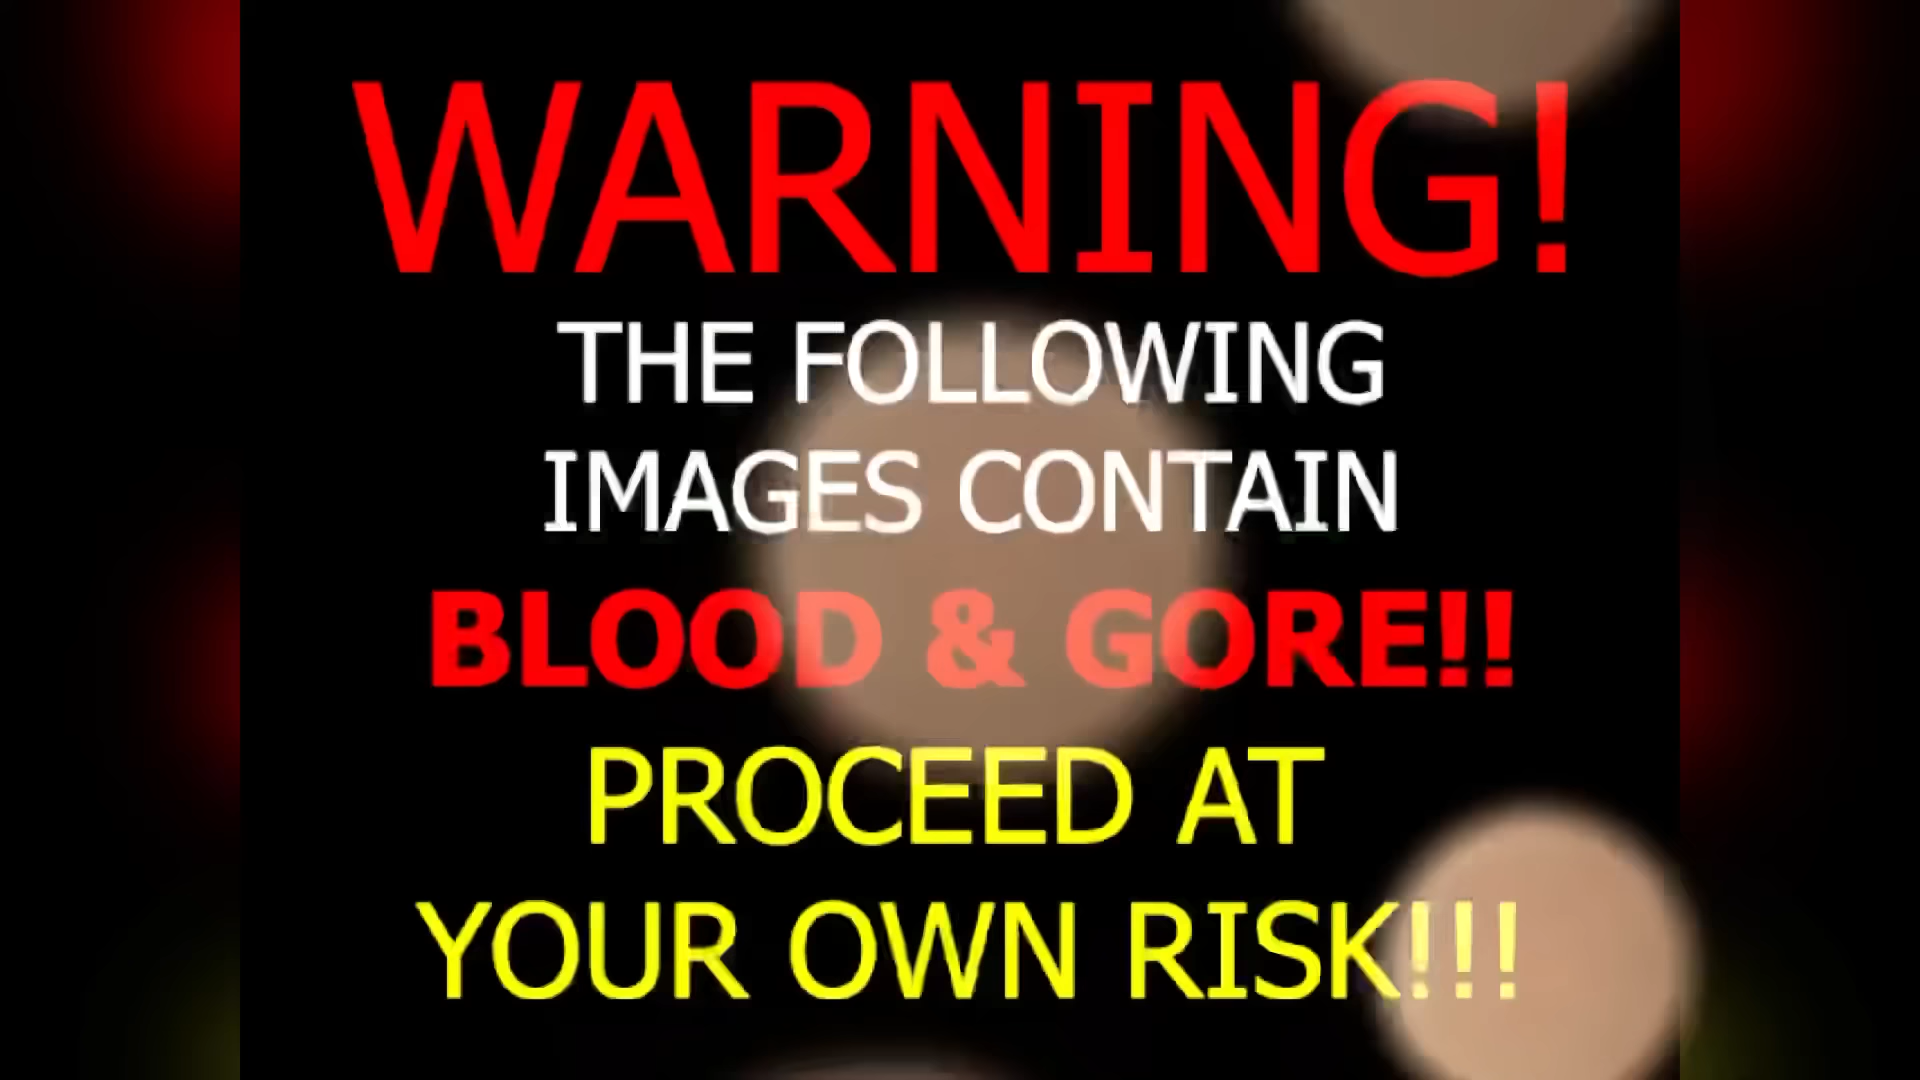 WARNING!
THE FOLLOWING
IMAGES CONTAIN
BLOOD & GORE!!
PROCEED AT
YOUR OWN RISK!!!